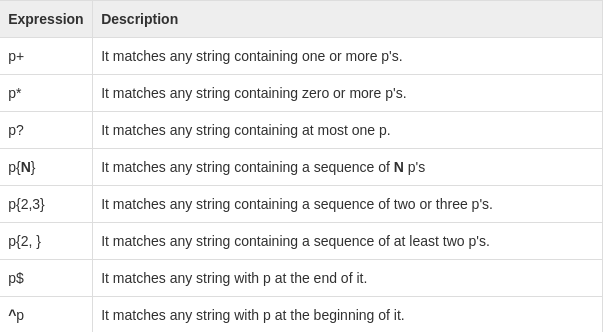 Expression Description
p+ It matches any string containing one or more p's.
p* It matches any string containing zero or more p's.
p? It matches any string containing at most one p.
p{N} It matches any string containing a sequence of N p's
p{2,3} It matches any string containing a sequence of two or three p's.
p{2, } It matches any string containing a sequence of at least two p's.
p$ It matches any string with p at the end of it.
^p It matches any string with p at the beginning of it.